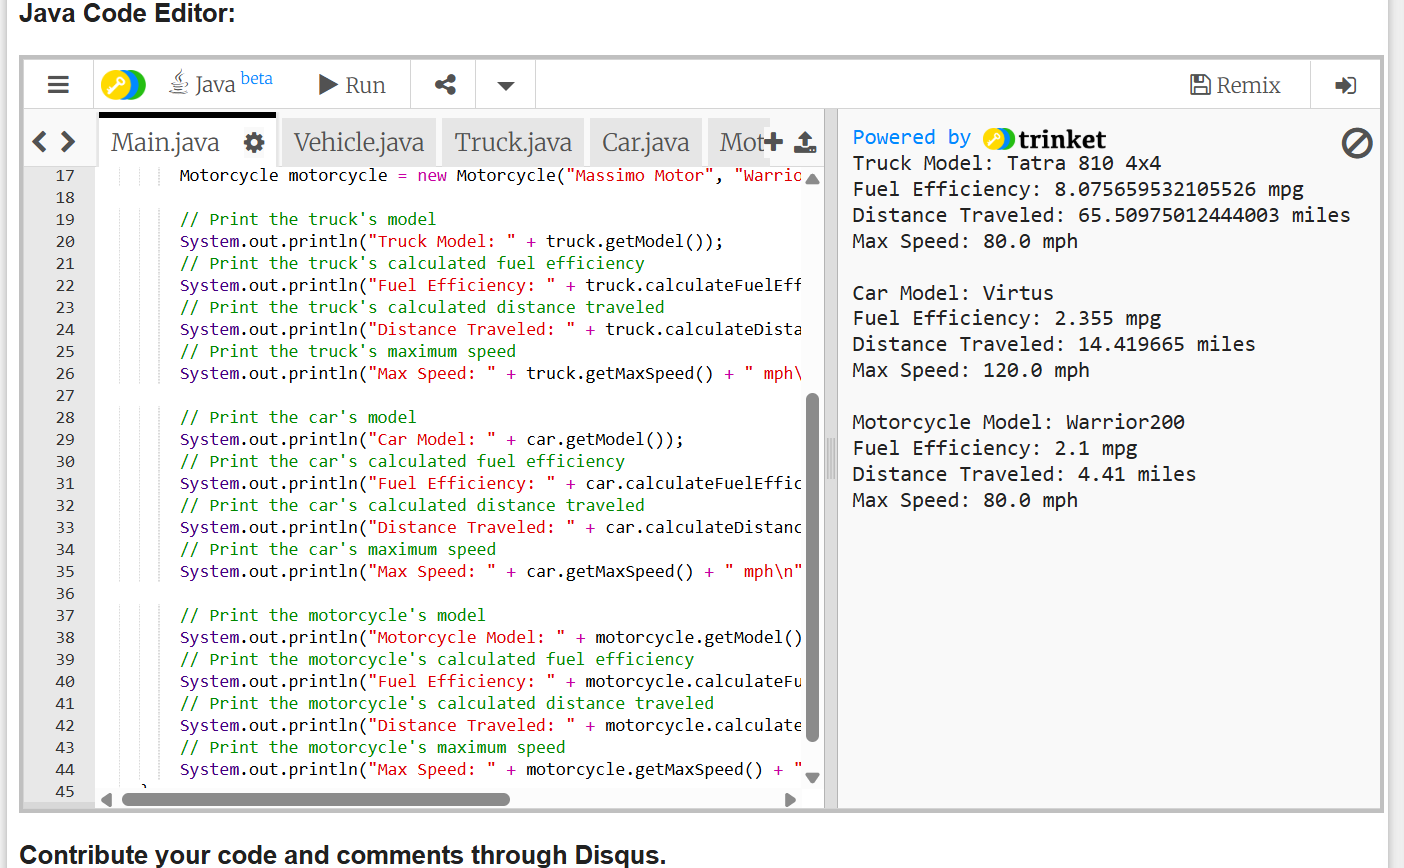 Java Code Editor:
Java beta
Run
Remix
Main.java
Vehicle.java
Truck.java
Car.java
Mot
17 Motorcycle motorcycle = new Motorcycle("Massimo Motor", "Warrio
18
19 // Print the truck's model
20 System.out.println("Truck Model: " + truck.getModel());
21 // Print the truck's calculated fuel efficiency
22 System.out.println("Fuel Efficiency: " + truck.calculateFuelEff
23 // Print the truck's calculated distance traveled
24 System.out.println("Distance Traveled: " + truck.calculateDista
25 // Print the truck's maximum speed
26 System.out.println("Max Speed: " + truck.getMaxSpeed() + " mph\
27
28 // Print the car's model
29 System.out.println("Car Model: " + car.getModel());
30 // Print the car's calculated fuel efficiency
31 System.out.println("Fuel Efficiency: " + car.calculateFuelEffic
32 // Print the car's calculated distance traveled
33 System.out.println("Distance Traveled: " + car.calculateDistanc
34 // Print the car's maximum speed
35 System.out.println("Max Speed: " + car.getMaxSpeed() + " mph\n"
36
37 // Print the motorcycle's model
38 System.out.println("Motorcycle Model: " + motorcycle.getModel()
39 // Print the motorcycle's calculated fuel efficiency
40 System.out.println("Fuel Efficiency: " + motorcycle.calculateFu
41 // Print the motorcycle's calculated distance traveled
42 System.out.println("Distance Traveled: " + motorcycle.calculate
43 // Print the motorcycle's maximum speed
44 System.out.println("Max Speed: " + motorcycle.getMaxSpeed() + "
45
Powered by trinket
Truck Model: Tatra 810 4x4
Fuel Efficiency: 8.075659532105526 mpg
Distance Traveled: 65.50975012444003 miles
Max Speed: 80.0 mph
Car Model: Virtus
Fuel Efficiency: 2.355 mpg
Distance Traveled: 14.419665 miles
Max Speed: 120.0 mph
Motorcycle Model: Warrior200
Fuel Efficiency: 2.1 mpg
Distance Traveled: 4.41 miles
Max Speed: 80.0 mph
Contribute your code and comments through Disqus.